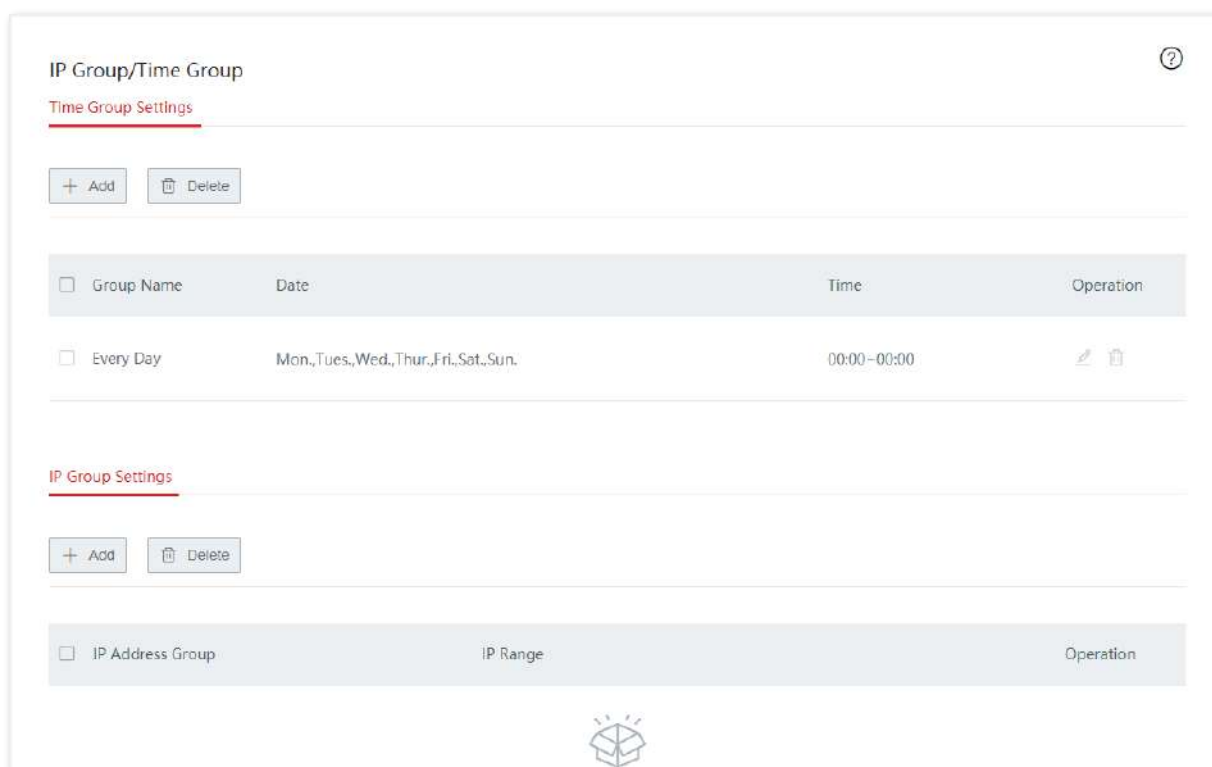 IP Group/Time Group
Time Group Settings
+ Add Delete
Group Name Date Time Operation
Every Day Mon.,Tues.,Wed.,Thur.,Fri.,Sat.,Sun. 00:00~00:00
IP Group Settings
+ Add Delete
IP Address Group IP Range Operation